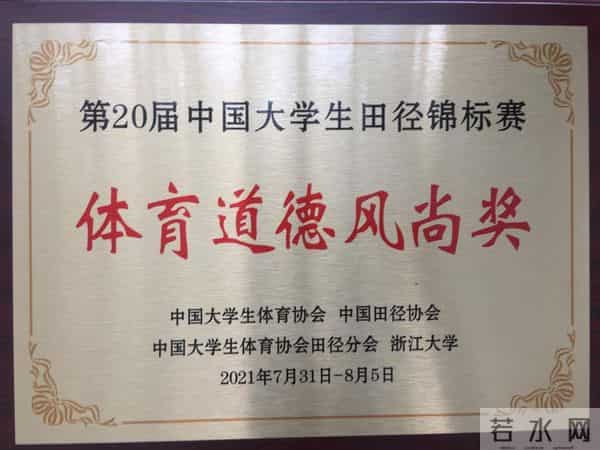 第20届中国大学生田径锦标赛
体育道德风尚奖
中国大学生体育协会 中国田径协会
中国大学生体育协会田径分会 浙江大学
2021年7月31日-8月5日
若水网